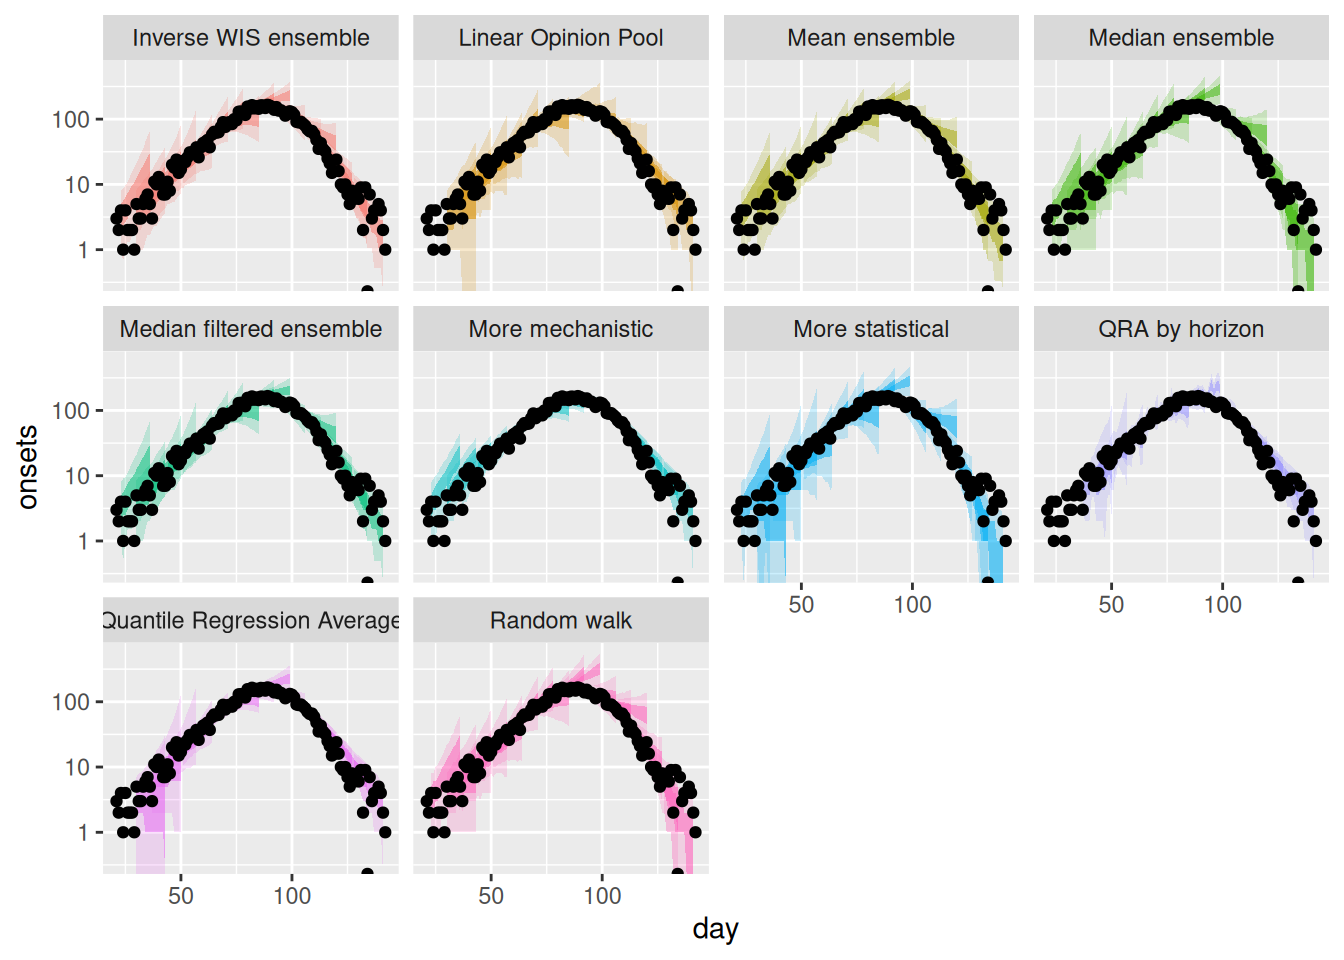 Inverse WIS ensemble
Linear Opinion Pool
Mean ensemble
Median ensemble
100
10
1
Median filtered ensemble
More mechanistic
More statistical
QRA by horizon
100
10
1
50
100
50
100
Quantile Regression Average
Random walk
100
10
1
50
100
50
100
onsets
day